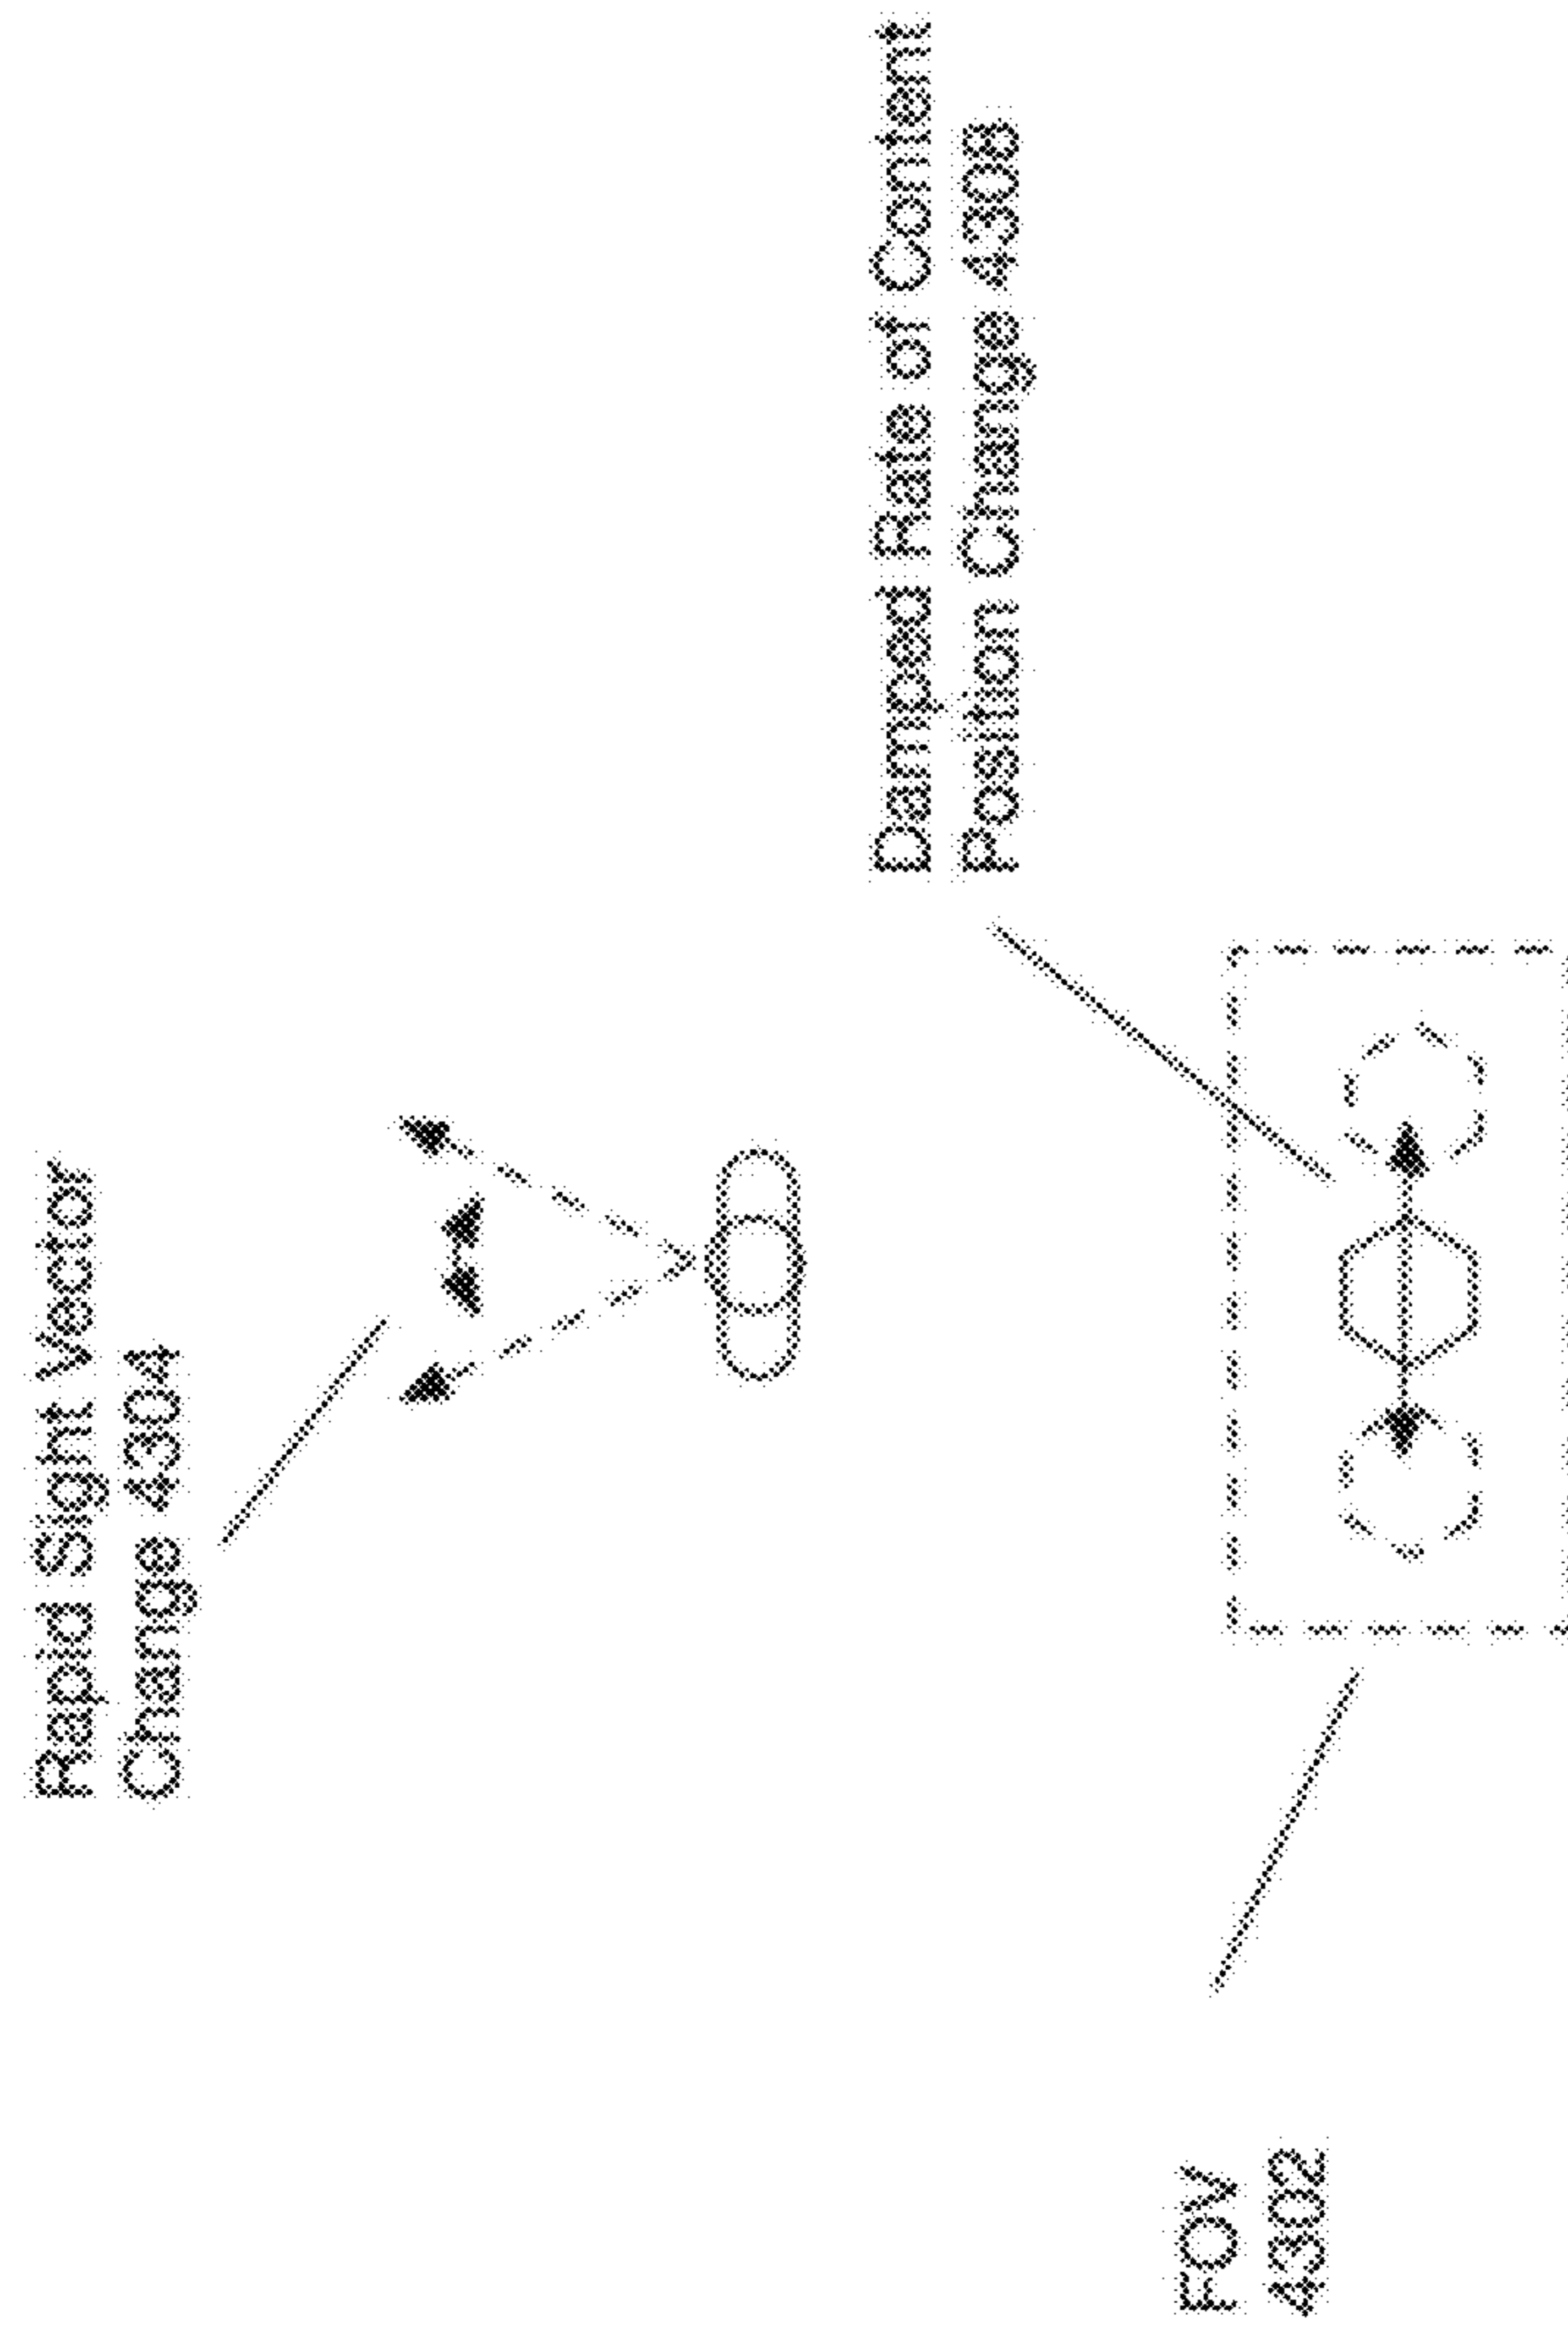 Rapid Sight Vector
Change 4304
Damped Rate of Content
Position Change 4308
FOV
4302